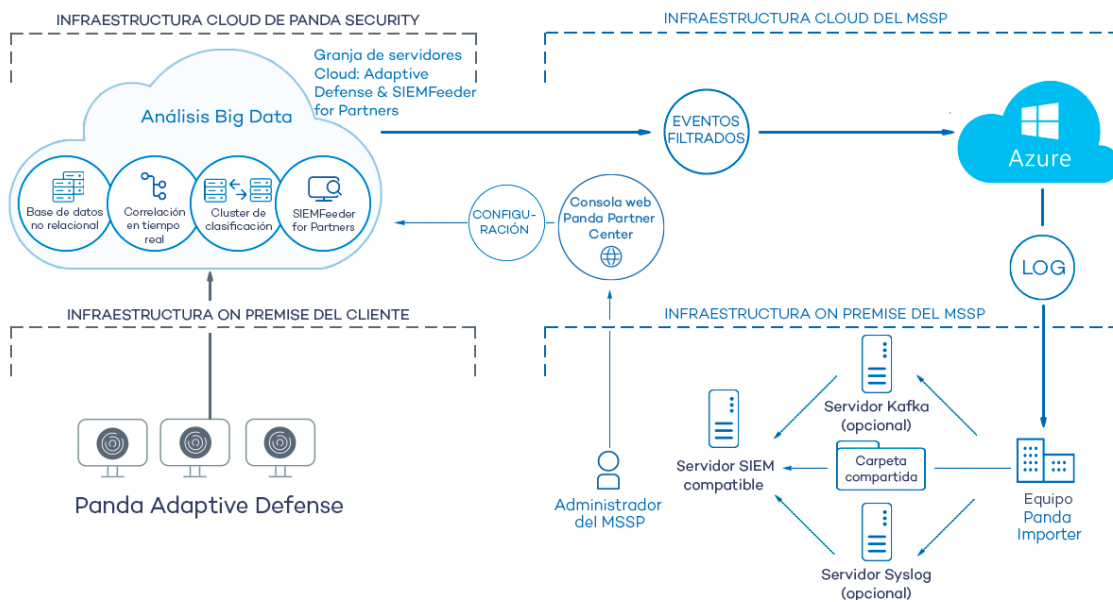 INFRAESTRUCTURA CLOUD DE PANDA SECURITY
INFRAESTRUCTURA CLOUD DEL MSSP
Granja de servidores
Cloud: Adaptive
Defense & SIEMFeeder
for Partners
Análisis Big Data
EVENTOS
FILTRADOS
Azure
Base de datos
no relacional
Correlación
en tiempo
real
Cluster de
clasificación
SIEMFeeder
for Partners
CONFIGU-
RACIÓN
Consola web
Panda Partner
Center
LOG
INFRAESTRUCTURA ON PREMISE DEL CLIENTE
INFRAESTRUCTURA ON PREMISE DEL MSSP
Panda Adaptive Defense
Administrador
del MSSP
Servidor SIEM
compatible
Servidor Kafka
(opcional)
Carpeta
compartida
Servidor Syslog
(opcional)
Equipo
Panda
Importer